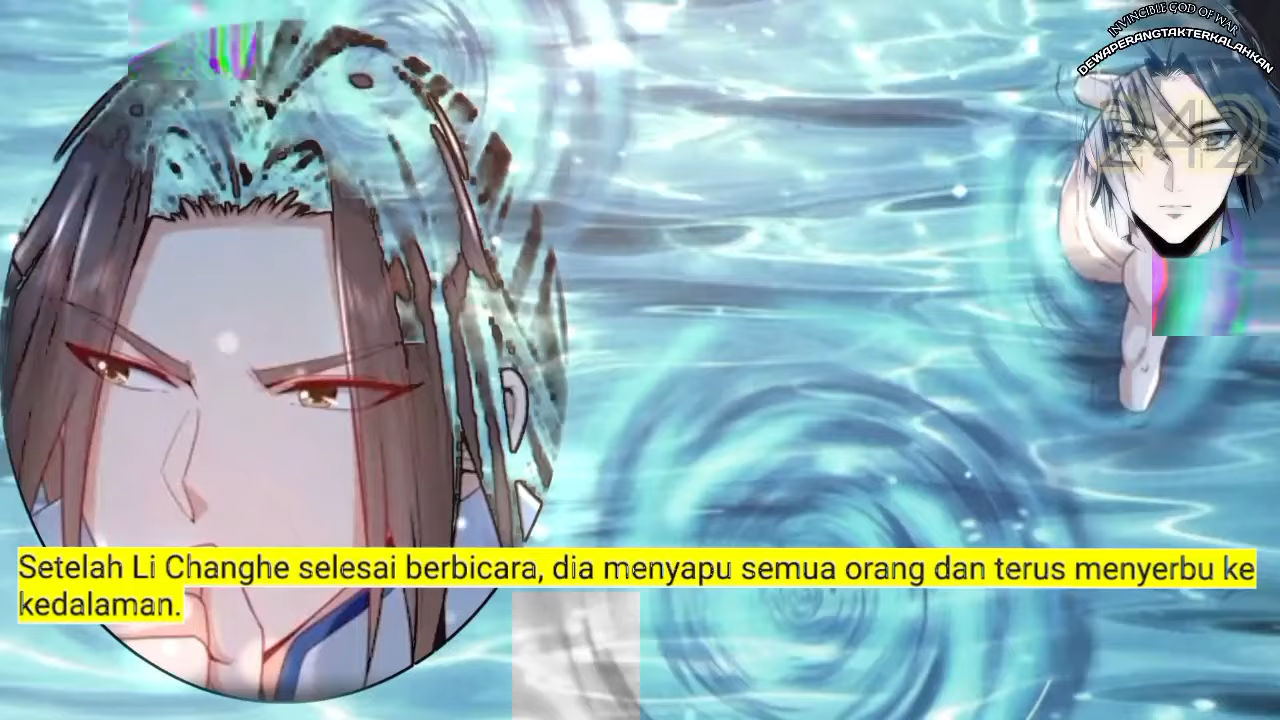 INVINCIBLE GOD OF WAR
DEWAPERANGTAKTERKALAHKAN
242
Setelah Li Changhe selesai berbicara, dia menyapu semua orang dan terus menyerbu ke
kedalaman.